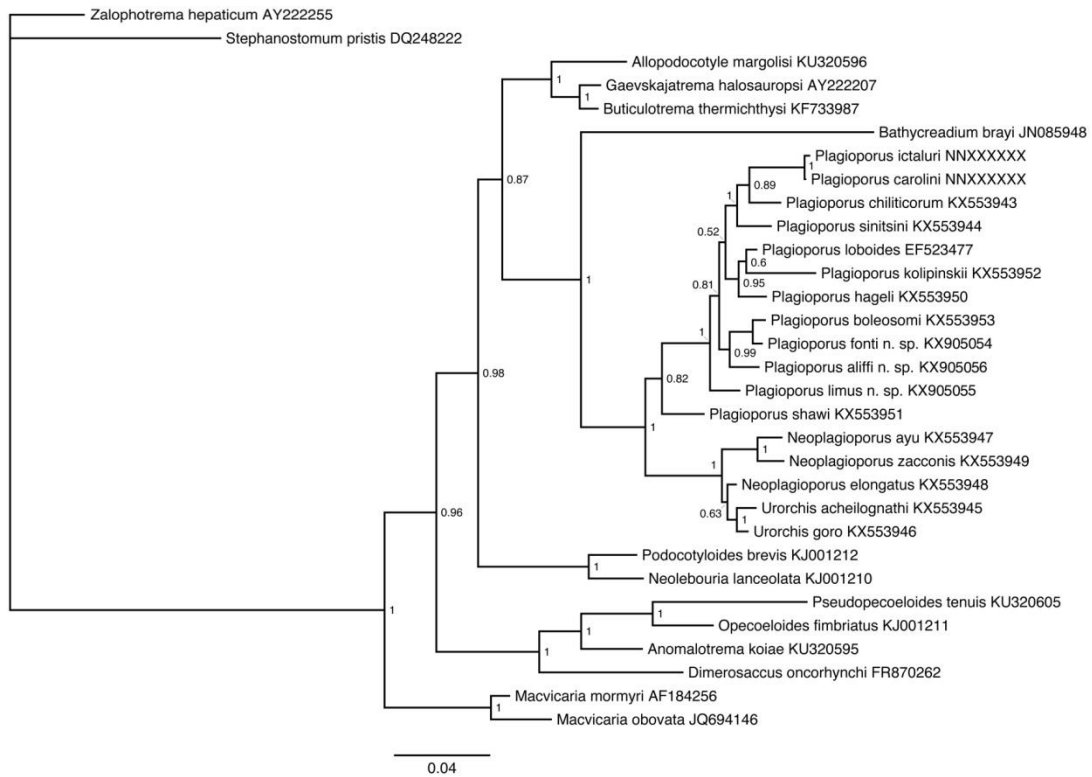 Zalophotrema hepaticum AY222255
Stephanostomum pristis DQ248222
Allopodocotyle margolisi KU320596
1
Gaevskajatrema halosauropsi AY222207
1
Buticulotrema thermichthysi KF733987
Bathycreadium brayi JN085948
Plagioporus ictaluri NNXXXXXX
1
Plagioporus carolini NNXXXXXX
0.87
0.89
1
Plagioporus chiliticorum KX553943
Plagioporus sinitsini KX553944
0.52
Plagioporus loboides EF523477
0.6
Plagioporus kolipinskii KX553952
1
0.81
0.95
Plagioporus hageli KX553950
Plagioporus boleosomi KX553953
1
Plagioporus fonti n. sp. KX905054
0.99
Plagioporus aliffi n. sp. KX905056
0.98
0.82
Plagioporus limus n. sp. KX905055
Plagioporus shawi KX553951
1
Neoplagioporus ayu KX553947
1
1
Neoplagioporus zacconis KX553949
Neoplagioporus elongatus KX553948
Urorchis acheilognathi KX553945
0.96
0.63
1
Urorchis goro KX553946
Podocotyloides brevis KJ001212
1
Neolebouria lanceolata KJ001210
Pseudopecoeloides tenuis KU320605
1
1
Opecoeloides fimbriatus KJ001211
1
Anomalotrema koiae KU320595
1
Dimerosaccus oncorhynchi FR870262
Macvicaria mormyri AF184256
1
Macvicaria obovata JQ694146
0.04